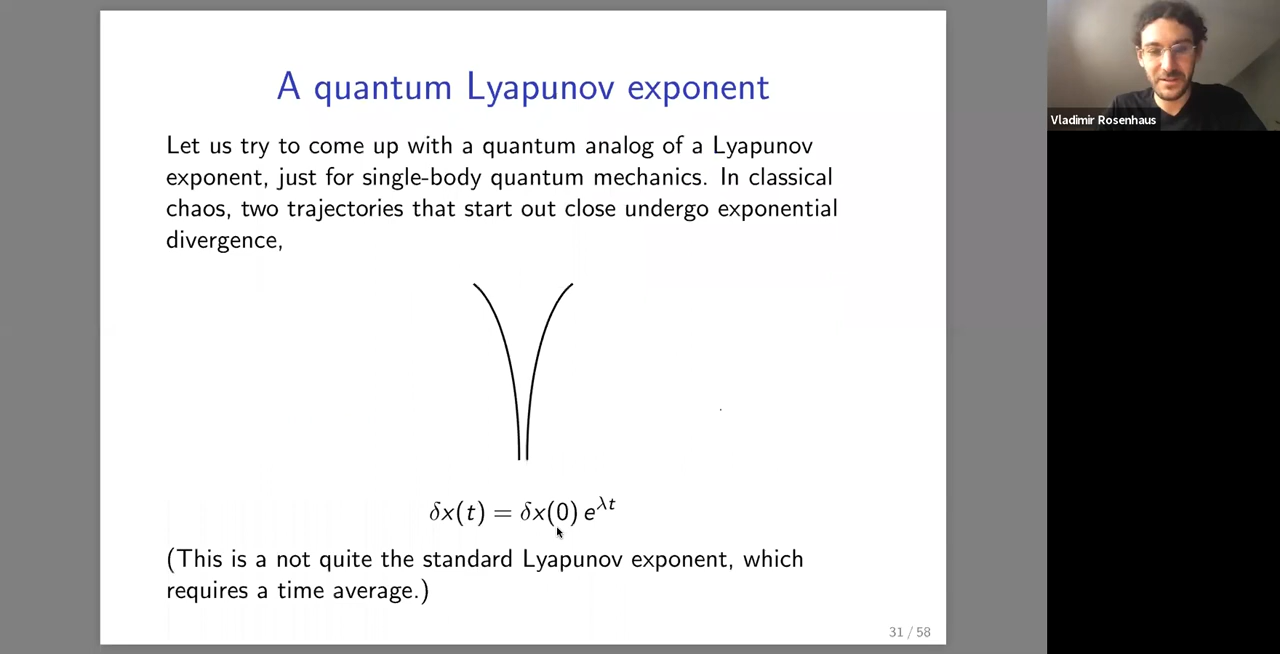 A quantum Lyapunov exponent
Let us try to come up with a quantum analog of a Lyapunov
exponent, just for single-body quantum mechanics. In classical
chaos, two trajectories that start out close undergo exponential
divergence,
δx(t) = δx(0) e^{λt}
(This is a not quite the standard Lyapunov exponent, which
requires a time average.)
31 / 58
Vladimir Rosenhaus